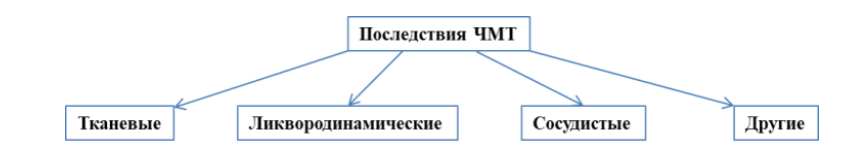 Последствия ЧМТ
Тканевые
Ликвородинамические
Сосудистые
Другие